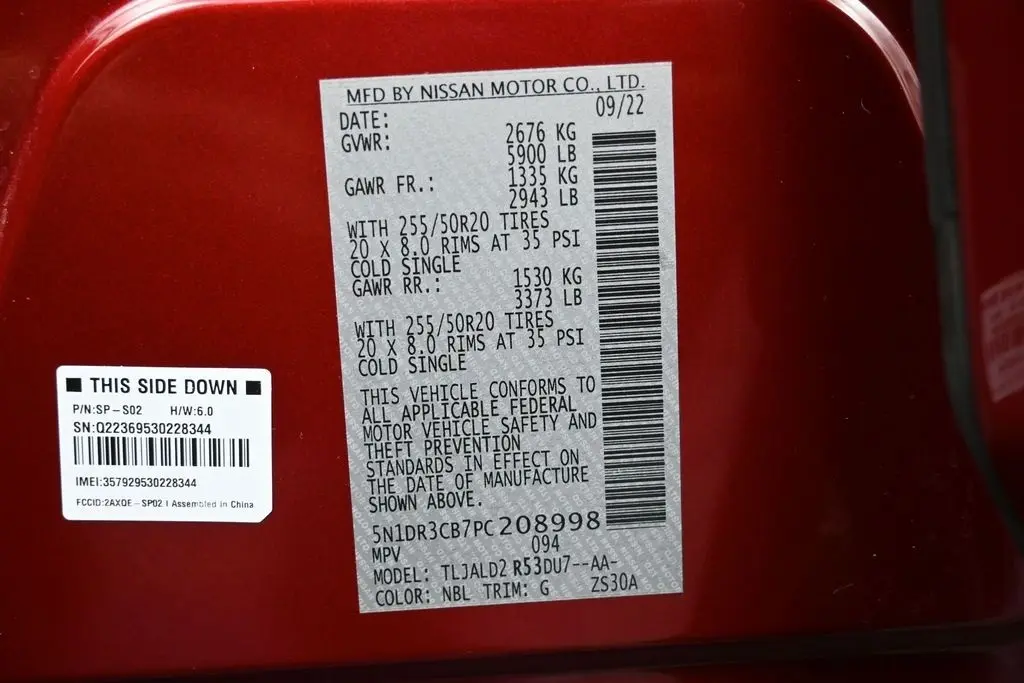 MFD BY NISSAN MOTOR CO., LTD.
DATE: 09/22
GVWR: 2676 KG
5900 LB
GAWR FR.: 1335 KG
2943 LB
WITH 255/50R20 TIRES
20 X 8.0 RIMS AT 35 PSI
COLD SINGLE
GAWR RR.: 1530 KG
3373 LB
WITH 255/50R20 TIRES
20 X 8.0 RIMS AT 35 PSI
COLD SINGLE
THIS VEHICLE CONFORMS TO
ALL APPLICABLE FEDERAL
MOTOR VEHICLE SAFETY AND
THEFT PREVENTION
STANDARDS IN EFFECT ON
THE DATE OF MANUFACTURE
SHOWN ABOVE.
5N1DR3CB7PC208998
MPV 094
MODEL: TLJALD2 R53DU7--AA-
COLOR: NBL TRIM: G ZS30A
■ THIS SIDE DOWN ■
P/N:SP-S02 H/W:6.0
SN:Q22369530228344
IMEI:357929530228344
FCCID:2AXQE-SP02 | Assembled in China